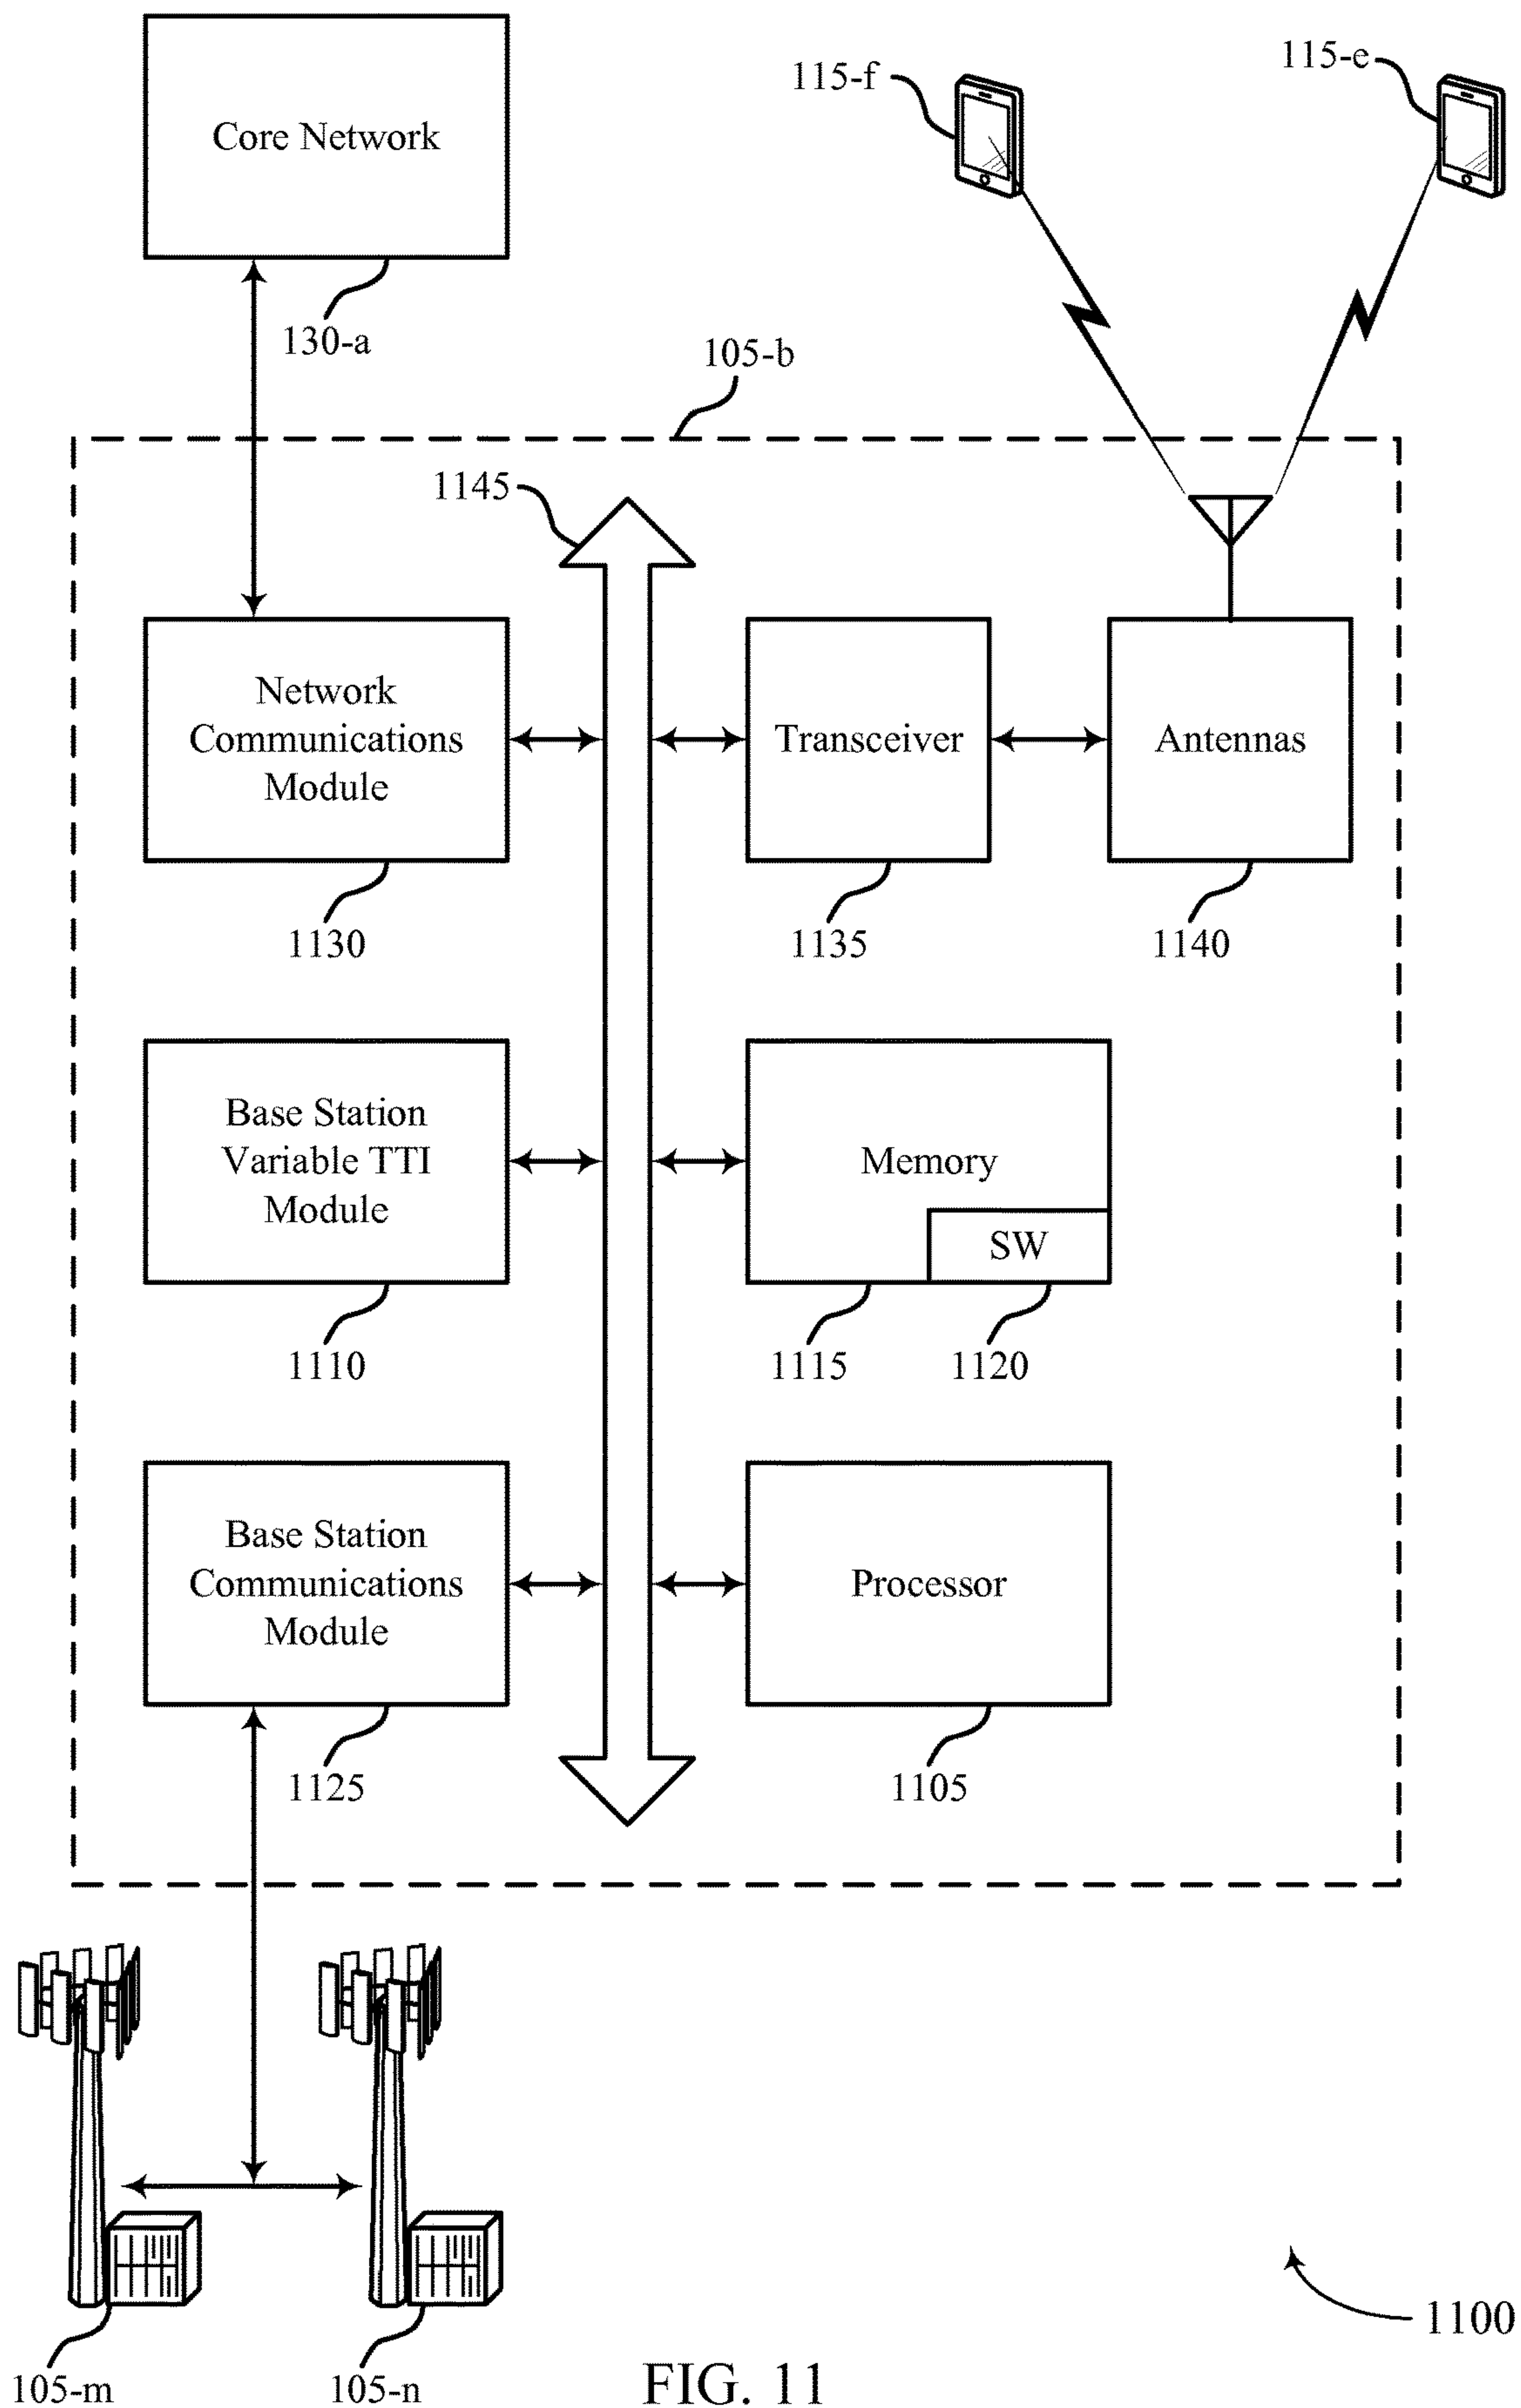 Core Network
130-a
115-f
115-e
105-b
1145
Network
Communications
Module
1130
Transceiver
1135
Antennas
1140
Base Station
Variable TTI
Module
1110
Memory
SW
1115
1120
Base Station
Communications
Module
1125
Processor
1105
105-m
105-n
1100
FIG. 11